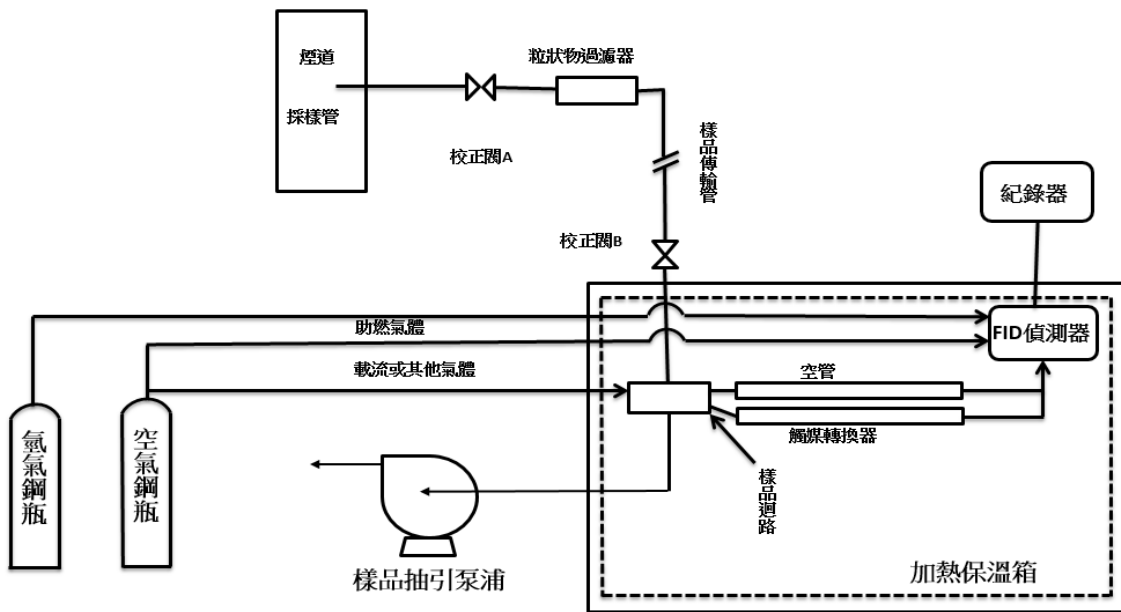 煙道
採樣管
粒狀物過濾器
校正閥A
樣品傳輸管
校正閥B
紀錄器
FID偵測器
助燃氣體
載流或其他氣體
空管
觸媒轉換器
樣品迴路
氫氣鋼瓶
空氣鋼瓶
樣品抽引泵浦
加熱保溫箱